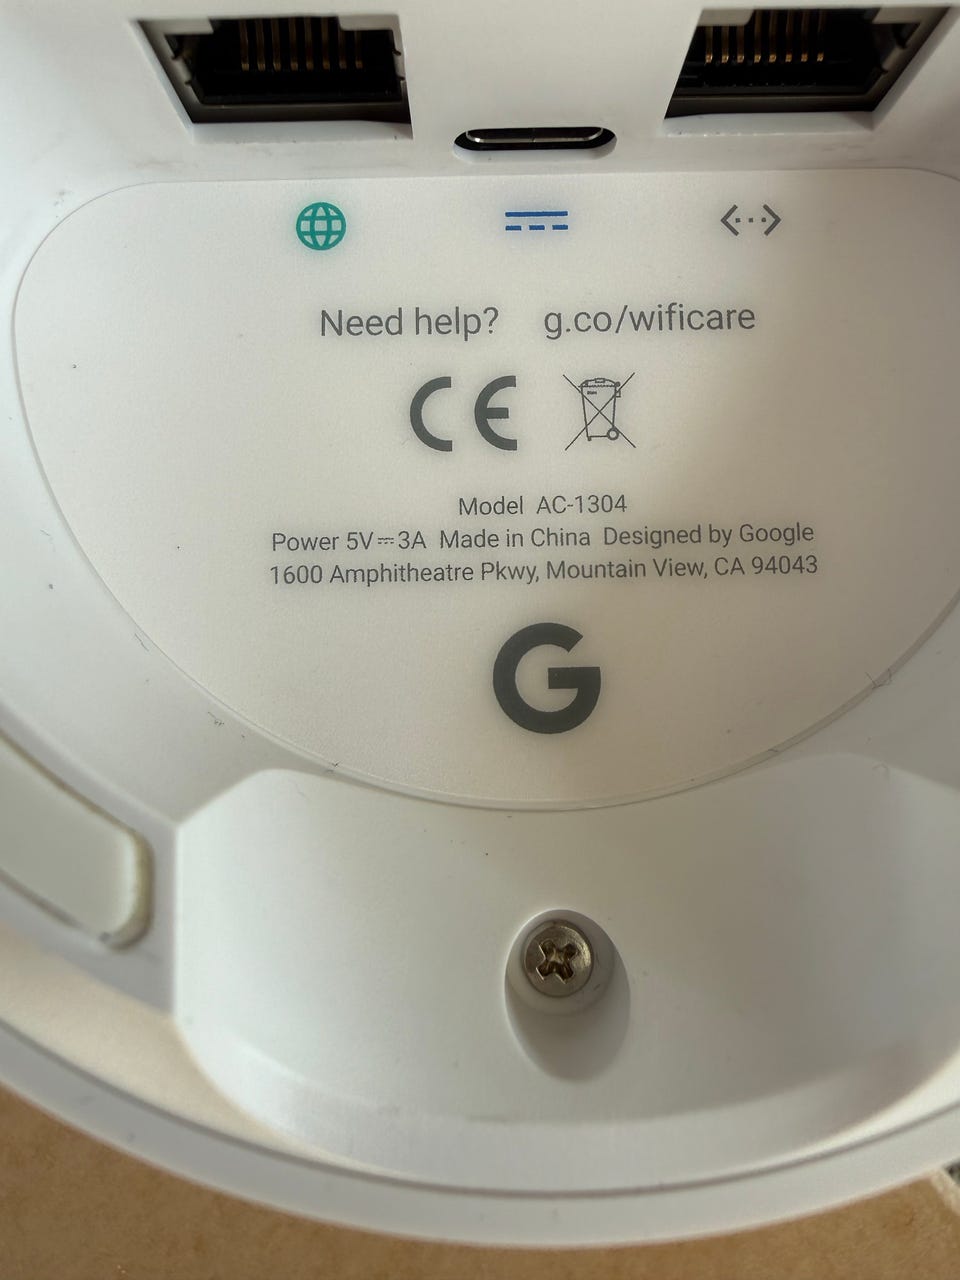 Need help? g.co/wificare
CE
Model AC-1304
Power 5V⎓3A Made in China Designed by Google
1600 Amphitheatre Pkwy, Mountain View, CA 94043
G